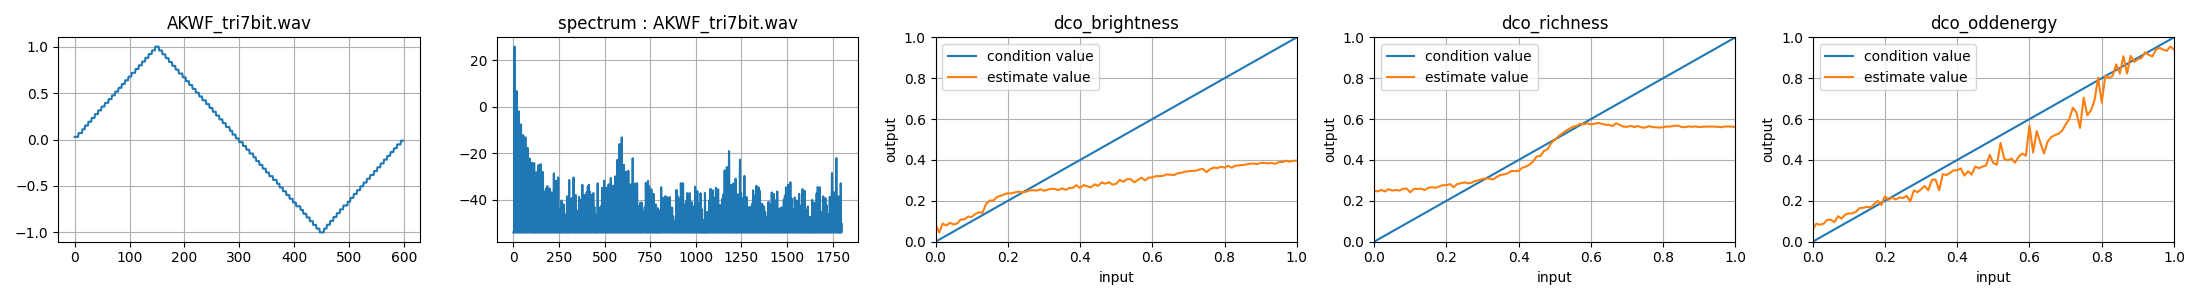 AKWF_tri7bit.wav
1.0
0.5
0.0
−0.5
−1.0
0 100 200 300 400 500 600
spectrum : AKWF_tri7bit.wav
20
0
−20
−40
0 250 500 750 1000 1250 1500 1750
dco_brightness
condition value
estimate value
output
1.0
0.8
0.6
0.4
0.2
0.0
0.0 0.2 0.4 0.6 0.8 1.0
input
dco_richness
condition value
estimate value
output
1.0
0.8
0.6
0.4
0.2
0.0
0.0 0.2 0.4 0.6 0.8 1.0
input
dco_oddenergy
condition value
estimate value
output
1.0
0.8
0.6
0.4
0.2
0.0
0.0 0.2 0.4 0.6 0.8 1.0
input